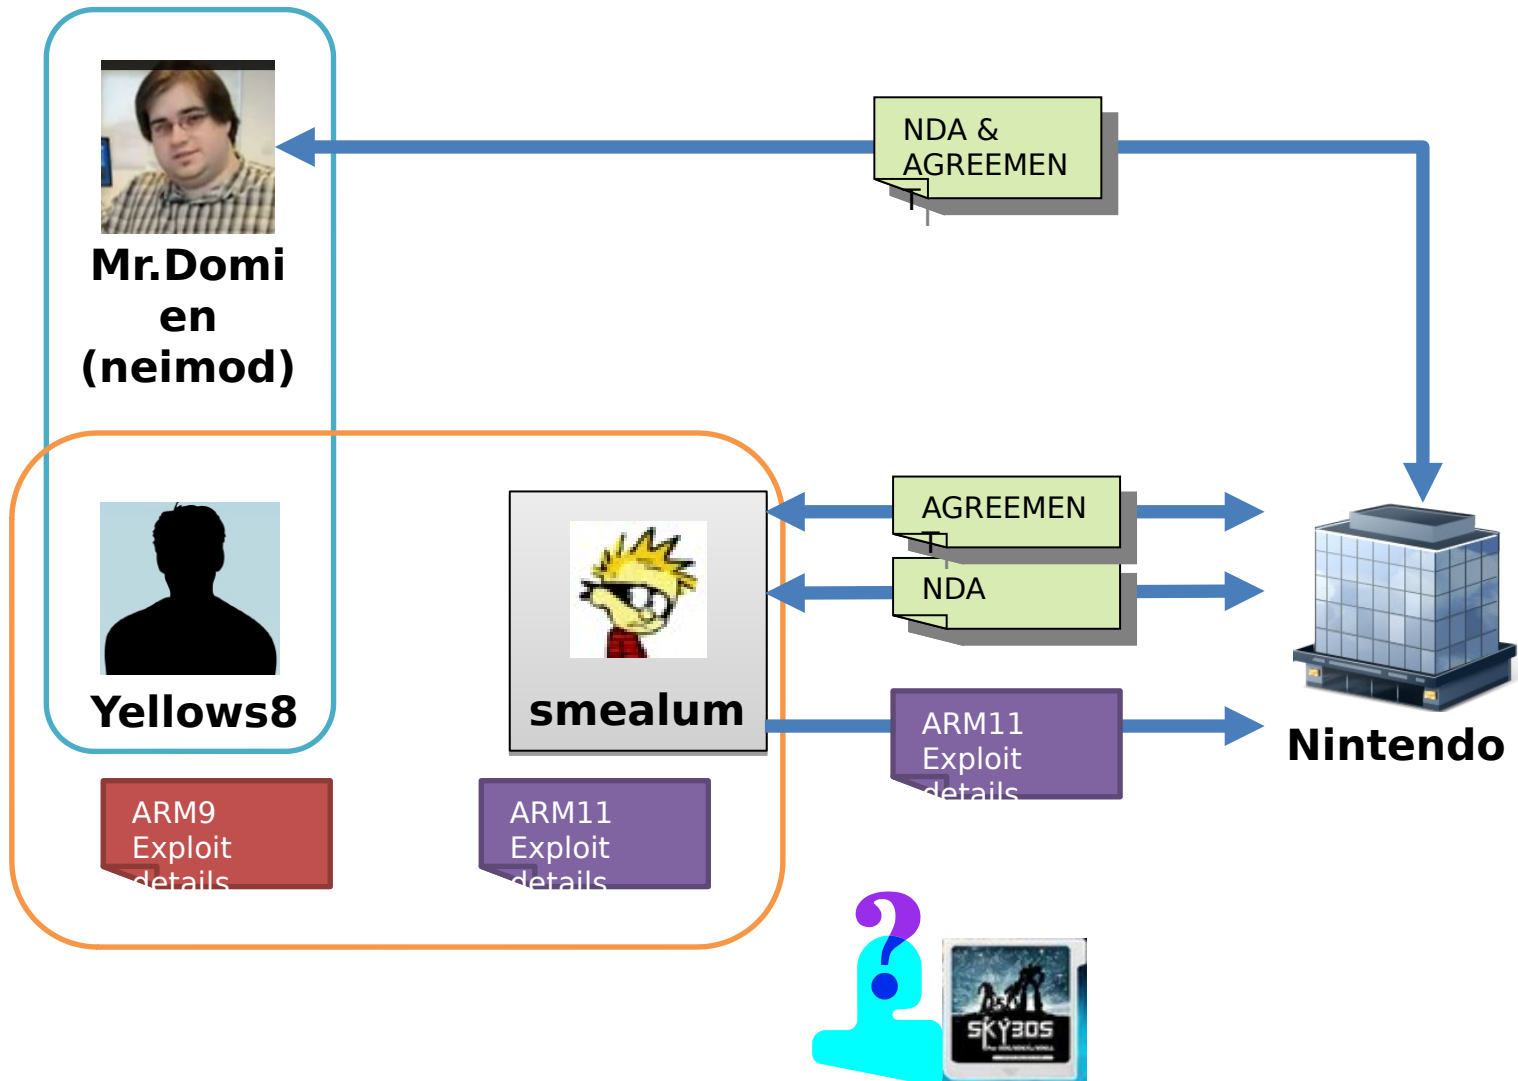 NDA &
AGREEMEN
T
Mr.Domi
en
(neimod)
AGREEMEN
T
NDA
Yellows8
smealum
ARM11
Exploit
details
Nintendo
ARM9
Exploit
details
ARM11
Exploit
details
?
SKY3DS